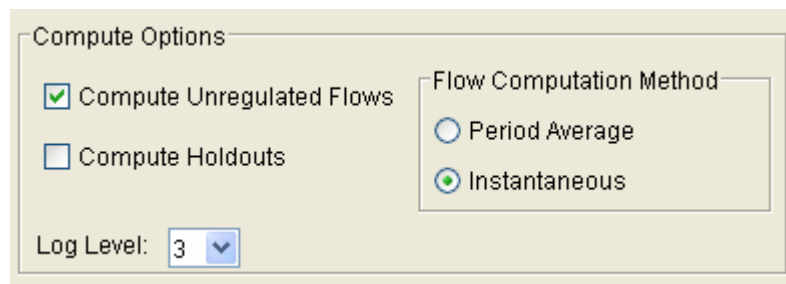 Compute Options
Compute Unregulated Flows
Compute Holdouts
Flow Computation Method
Period Average
Instantaneous
Log Level: 3